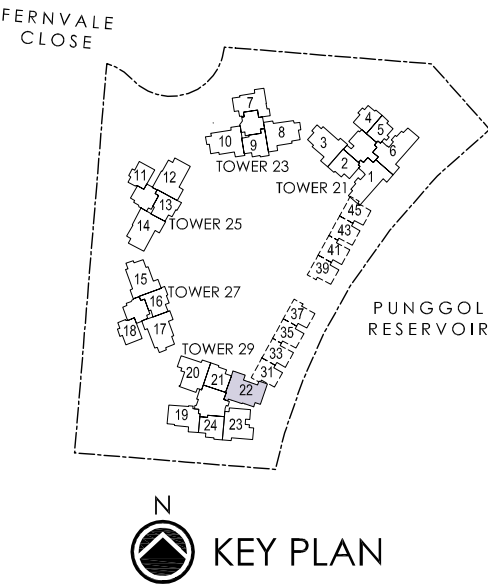 FERNVALE
CLOSE
7
10
9
8
TOWER 23
4
5
3
2
6
1
TOWER 21
11
12
13
14
TOWER 25
45
43
41
39
15
16
18
17
TOWER 27
PUNGGOL
RESERVOIR
37
35
33
31
TOWER 29
20
21
22
19
24
23
N
KEY PLAN